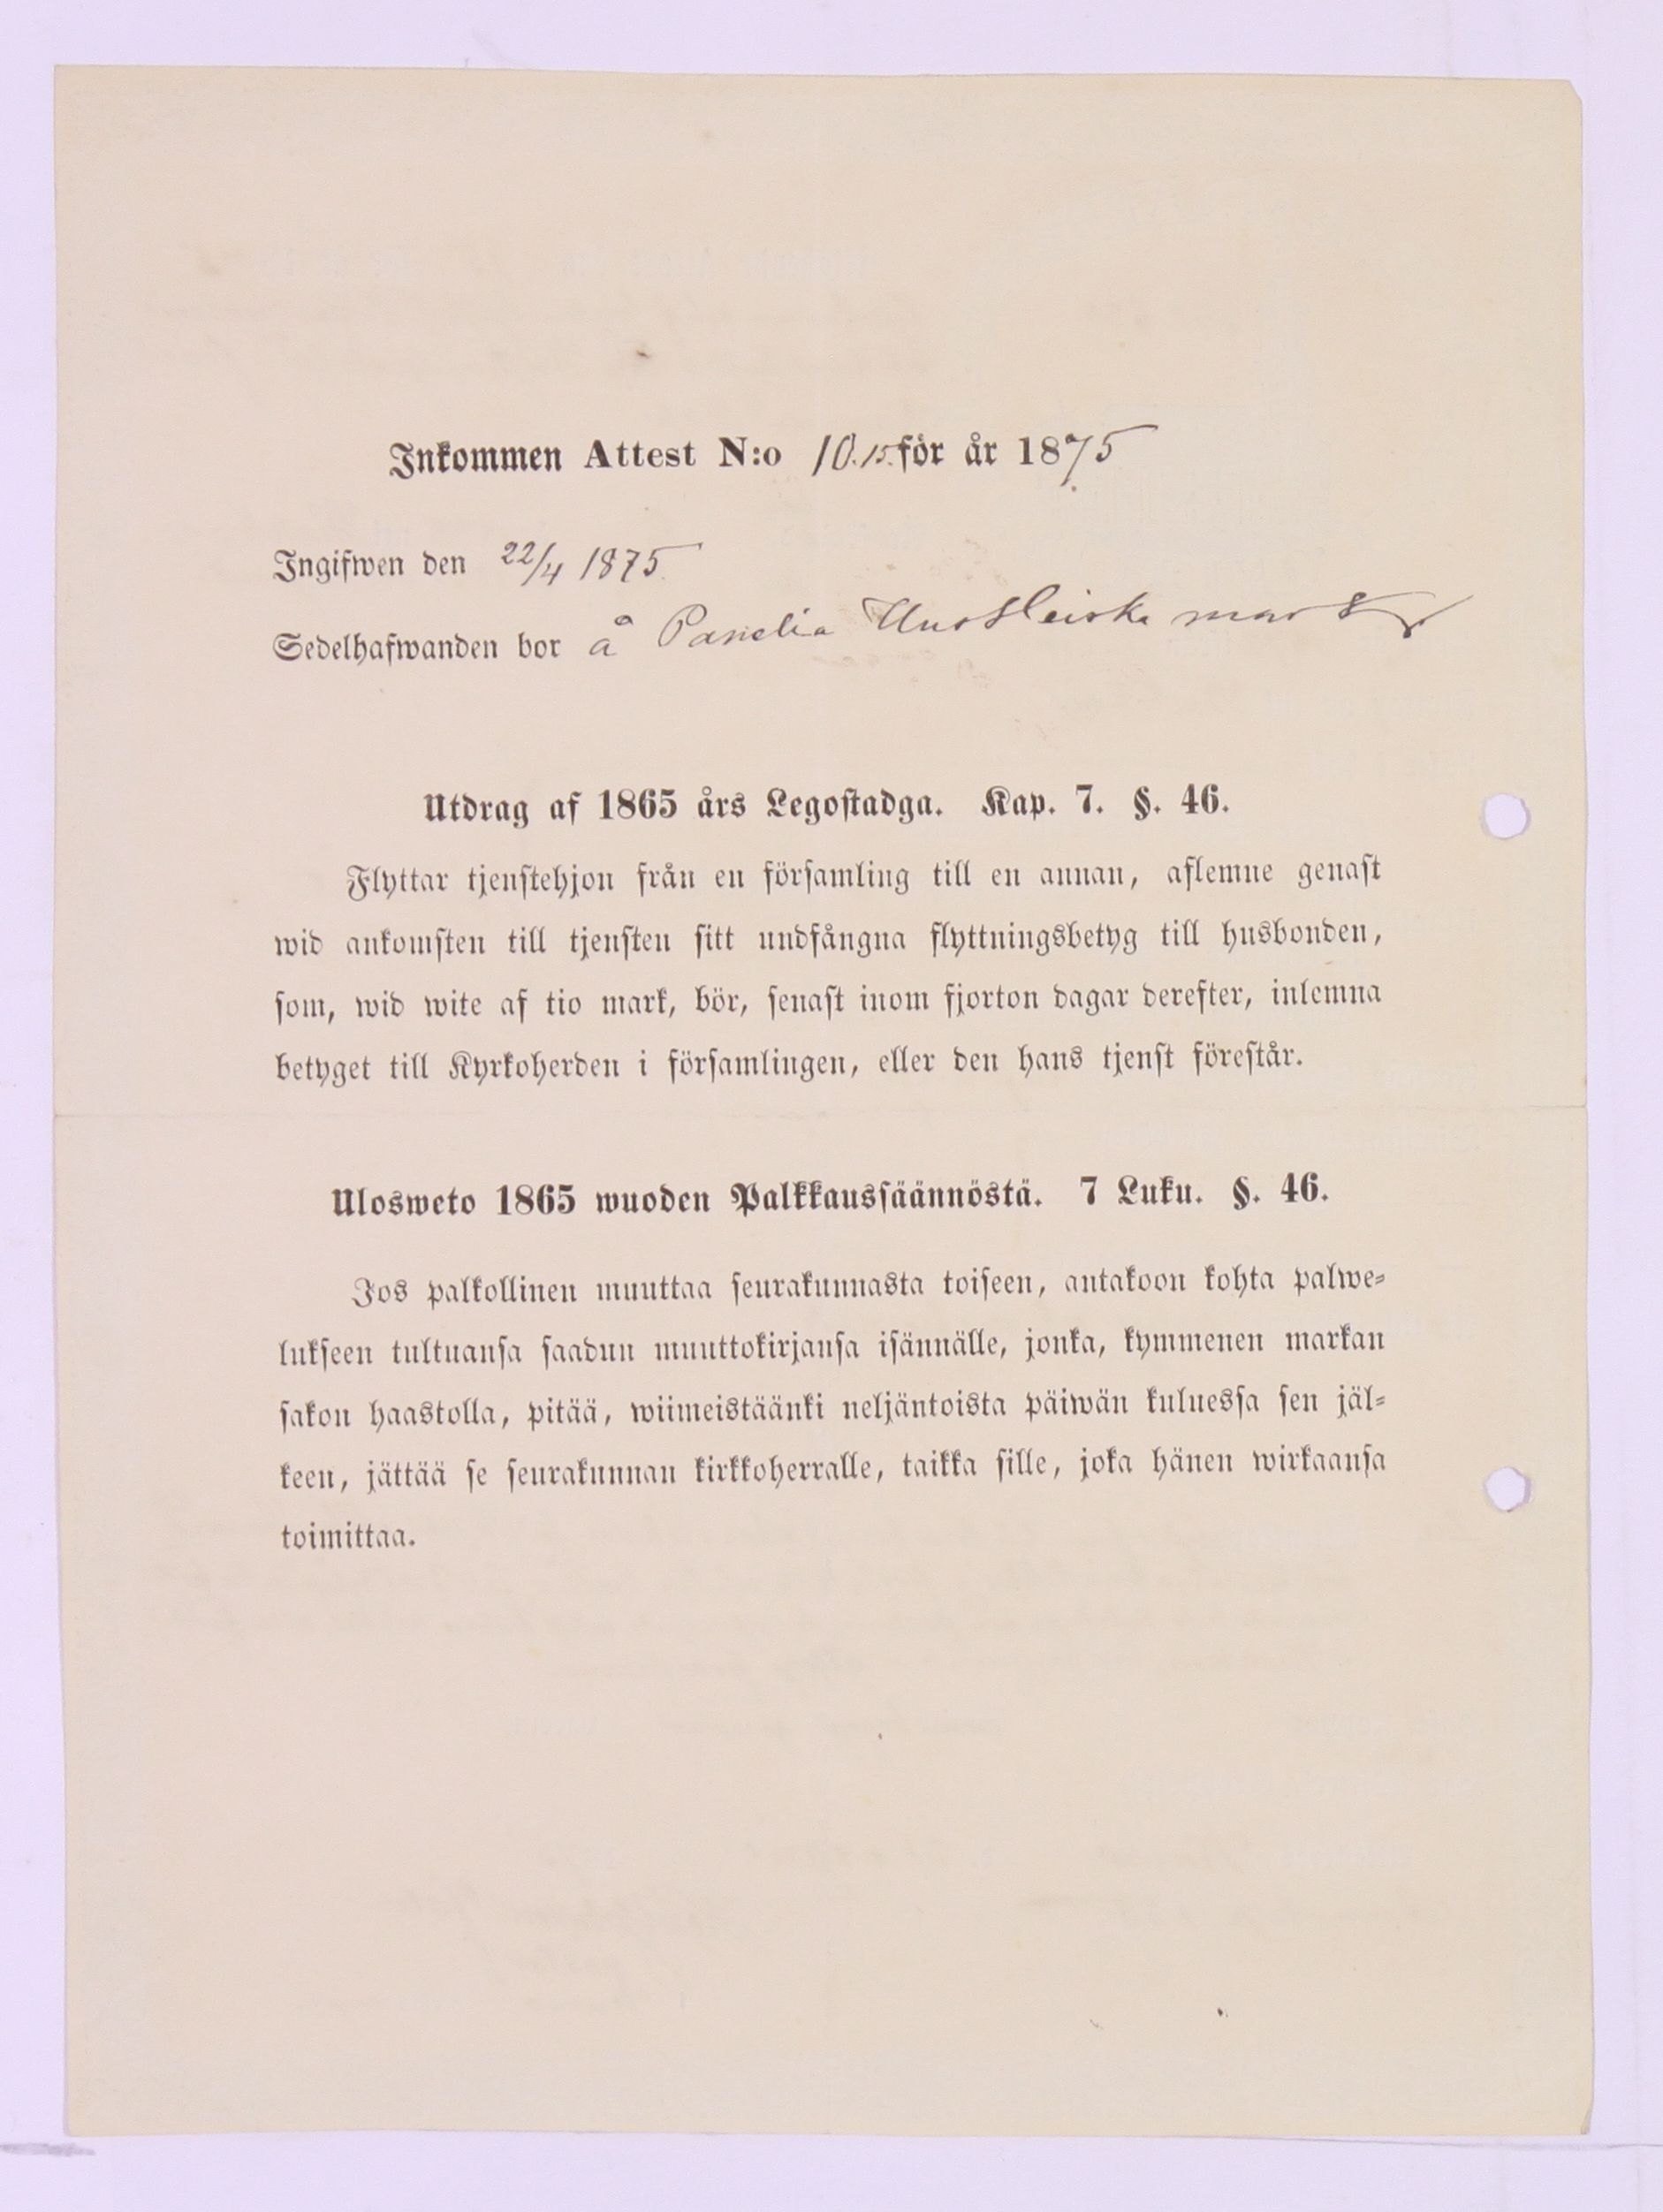 Inkommen Attest N:o 10.15. för år 1875
Ingifwen den 22/4 1875
Sedelhafwanden bor å Panelia mark
Utdrag af 1865 års Legostadga. Kap. 7. §. 46.
Flyttar tjenstehjon från en församling till en annan, aflemne genast
wid ankomsten till tjensten sitt undfångna flyttningsbetyg till husbonden,
som, wid wite af tio mark, bör, senast inom fjorton dagar derefter, inlemna
betyget till Kyrkoherden i församlingen, eller den hans tjenst förestår.
Ulosweto 1865 wuoden Palkkaussäännöstä. 7 Luku. §. 46.
Jos palkollinen muuttaa seurakunnasta toiseen, antakoon kohta palwe-
lukseen tultuansa saadun muuttokirjansa isännälle, jonka, kymmenen markan
sakon haastolla, pitää, wiimeistäänki neljäntoista päiwän kuluessa sen jäl-
keen, jättää se seurakunnan kirkkoherralle, taikka sille, joka hänen wirkaansa
toimittaa.